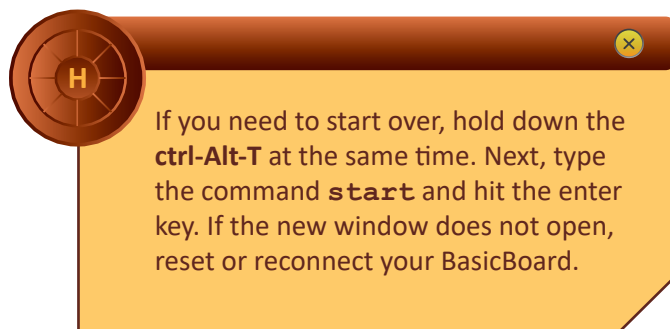 H
If you need to start over, hold down the
ctrl-Alt-T at the same time. Next, type
the command start and hit the enter
key. If the new window does not open,
reset or reconnect your BasicBoard.